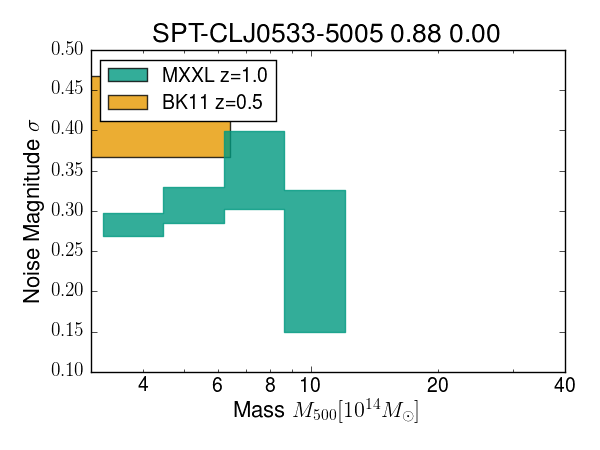 SPT-CLJ0533-5005 0.88 0.00
0.50
0.45
0.40
0.35
0.30
0.25
0.20
0.15
0.10
Noise Magnitude σ
MXXL z=1.0
BK11 z=0.5
4 6 8 10 20 40
Mass M₅₀₀[10¹⁴M⊙]